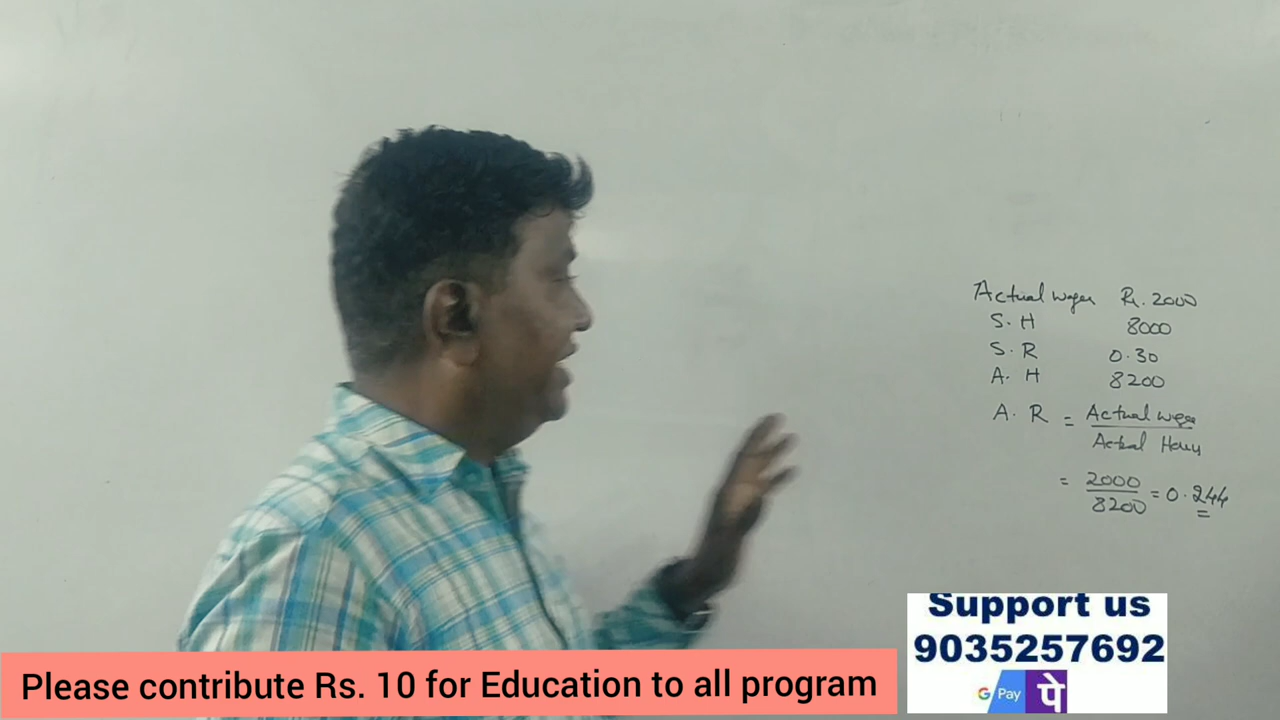 Actual wages Rs. 2000
S. H 8000
S. R 0.30
A. H 8200
A. R = Actual wages
Actual Hours
= 2000
8200 = 0.244
Support us
9035257692
G Pay पे
Please contribute Rs. 10 for Education to all program